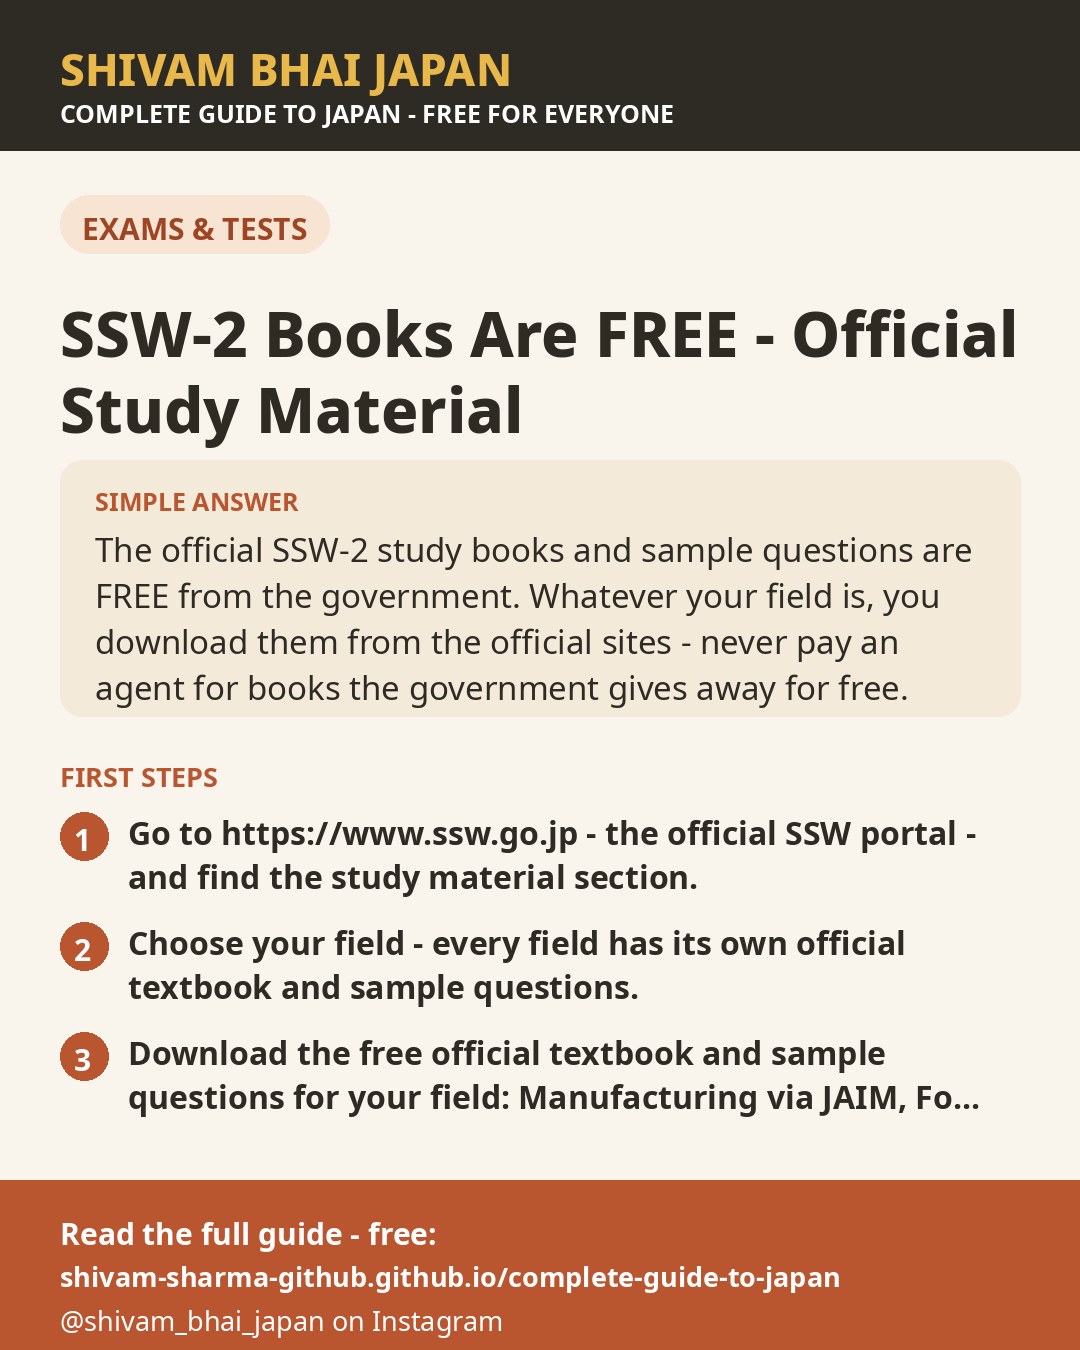 SHIVAM BHAI JAPAN
COMPLETE GUIDE TO JAPAN - FREE FOR EVERYONE
EXAMS & TESTS
SSW-2 Books Are FREE - Official
Study Material
SIMPLE ANSWER
The official SSW-2 study books and sample questions are
FREE from the government. Whatever your field is, you
download them from the official sites - never pay an
agent for books the government gives away for free.
FIRST STEPS
1 Go to https://www.ssw.go.jp - the official SSW portal -
and find the study material section.
2 Choose your field - every field has its own official
textbook and sample questions.
3 Download the free official textbook and sample
questions for your field: Manufacturing via JAIM, Fo...
Read the full guide - free:
shivam-sharma-github.github.io/complete-guide-to-japan
@shivam_bhai_japan on Instagram